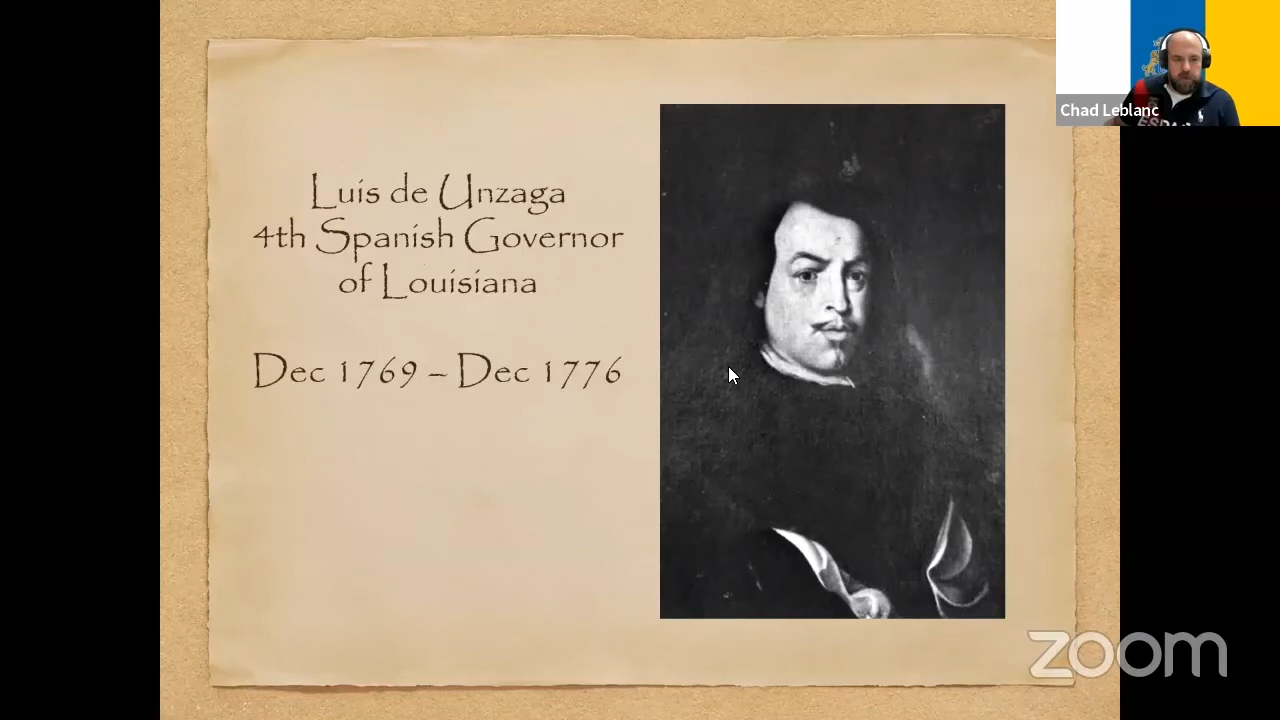 Luis de Unzaga
4th Spanish Governor
of Louisiana
Dec 1769 – Dec 1776
Chad Leblanc
zoom